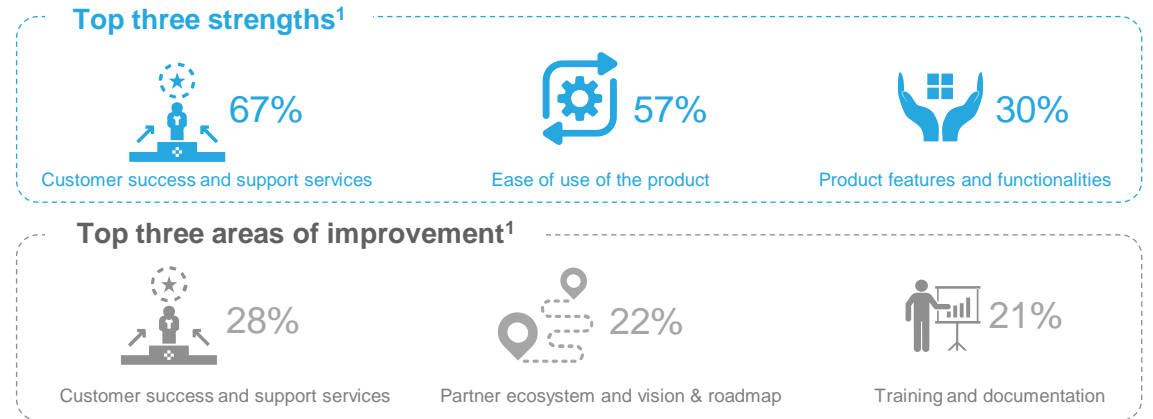 Top three strengths1
67%
57%
30%
Customer success and support services
Ease of use of the product
Product features and functionalities
Top three areas of improvement1
28%
22%
21%
Customer success and support services
Partner ecosystem and vision & roadmap
Training and documentation